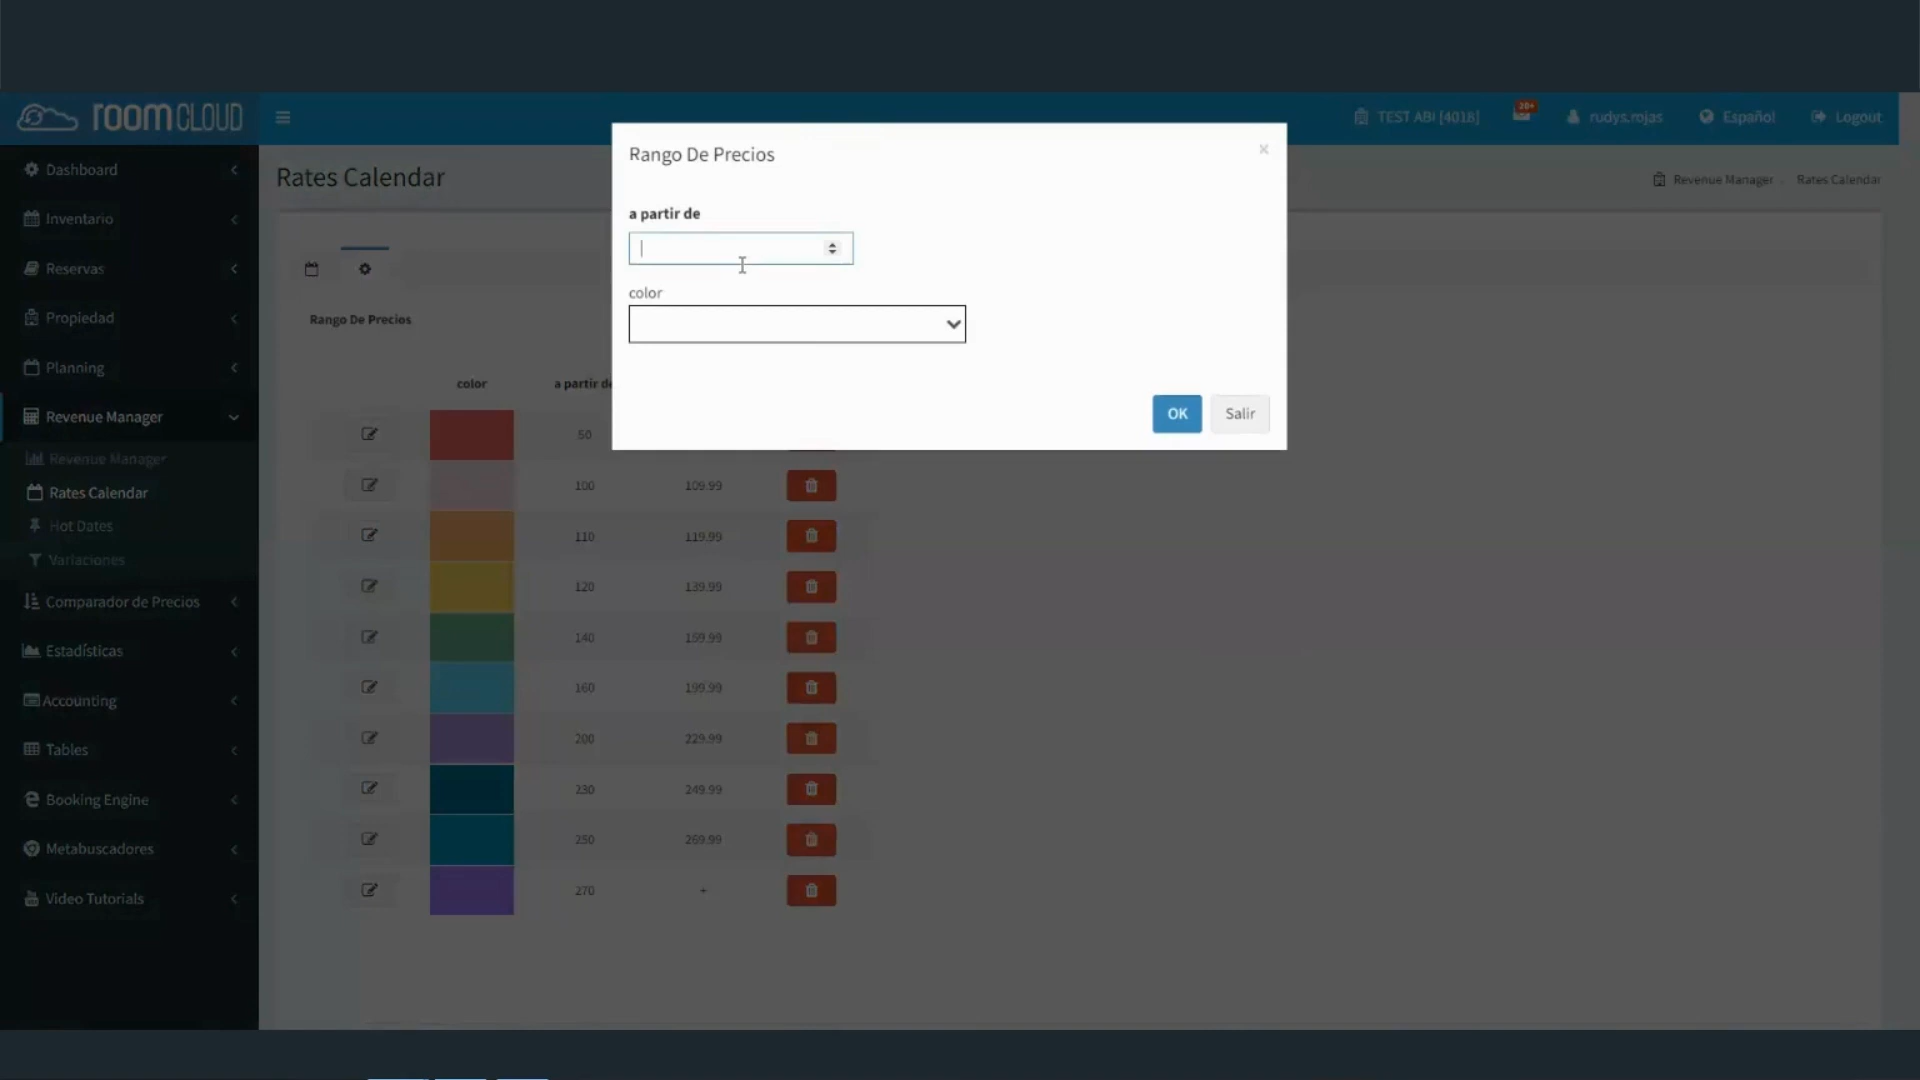 roomCLOUD
TEST ABI [4018]
20+
rudys.rojas
Español
Logout
Dashboard
Inventario
Reservas
Propiedad
Planning
Revenue Manager
Revenue Manager
Rates Calendar
Hot Dates
Variaciones
Comparador de Precios
Estadísticas
Accounting
Tables
Booking Engine
Metabuscadores
Video Tutorials
Rates Calendar
Revenue Manager
Rates Calendar
Rango De Precios
color a partir de
50
100 109.99
110 119.99
120 139.99
140 159.99
160 199.99
200 229.99
230 249.99
250 269.99
270 +
Rango De Precios
×
a partir de
color
OK Salir